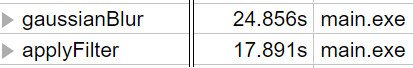 gaussianBlur 24.856s main.exe
applyFilter 17.891s main.exe